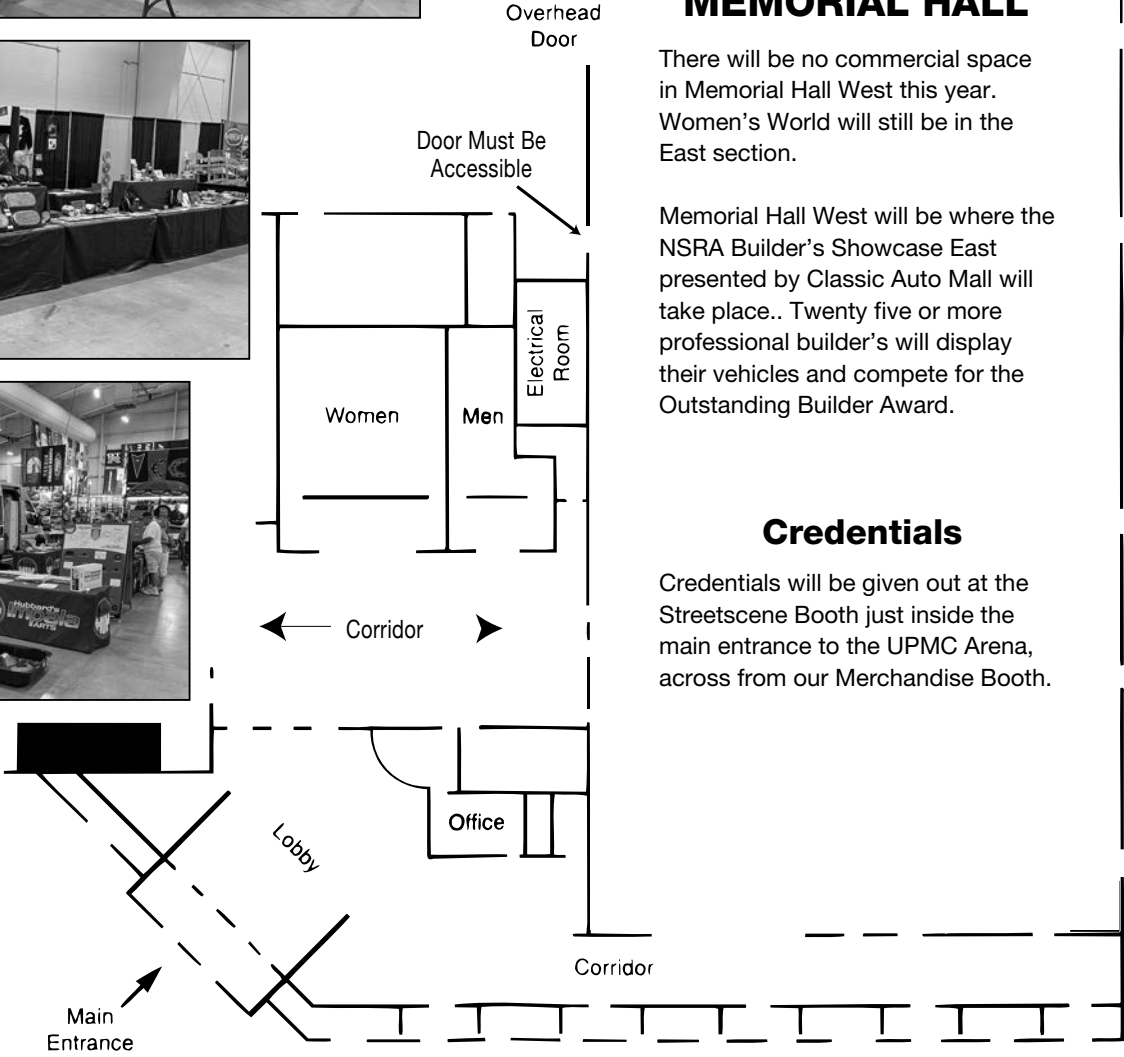 MEMORIAL HALL
There will be no commercial space
in Memorial Hall West this year.
Women's World will still be in the
East section.
Memorial Hall West will be where the
NSRA Builder's Showcase East
presented by Classic Auto Mall will
take place.. Twenty five or more
professional builder's will display
their vehicles and compete for the
Outstanding Builder Award.
Credentials
Credentials will be given out at the
Streetscene Booth just inside the
main entrance to the UPMC Arena,
across from our Merchandise Booth.
Overhead
Door
Door Must Be
Accessible
Electrical
Room
Women
Men
Corridor
Office
Lobby
Corridor
Main
Entrance
Hubbard's
Impala
PARTS